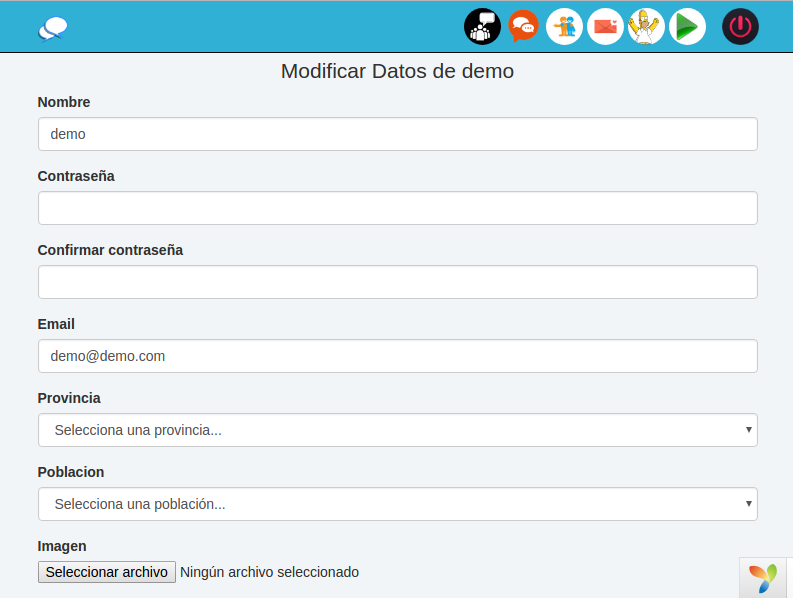 Modificar Datos de demo
Nombre
demo
Contraseña
Confirmar contraseña
Email
demo@demo.com
Provincia
Selecciona una provincia...
Poblacion
Selecciona una población...
Imagen
Seleccionar archivo Ningún archivo seleccionado